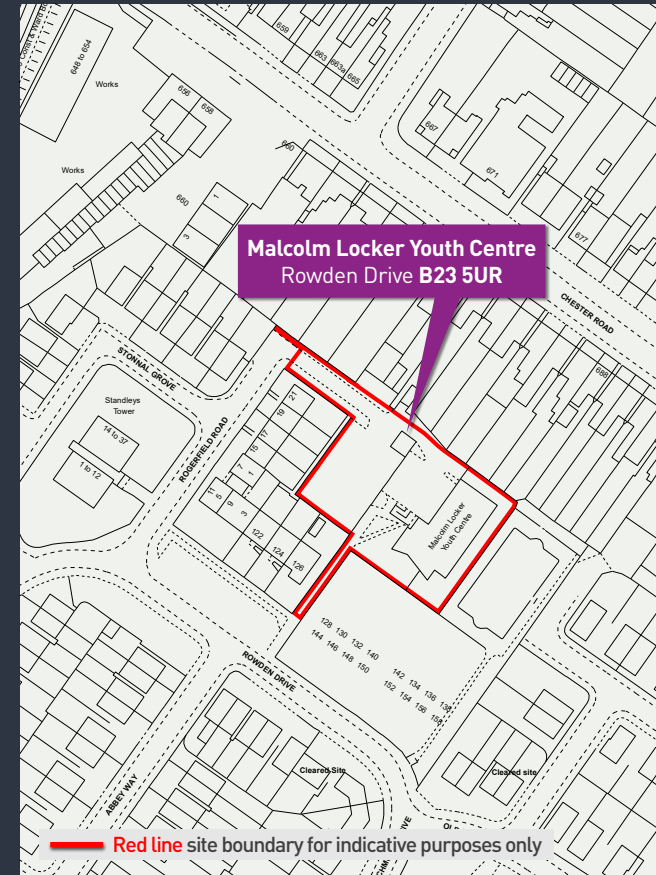 o Const & Ward B
648 to 654
Works
659
663
663a
665
656
658
660
667
671
677
Works
660
1
3
Malcolm Locker Youth Centre
Rowden Drive B23 5UR
CHESTER ROAD
688
STONNAL GROVE
Standleys
Tower
14 to 37
1 to 12
ROGERFIELD ROAD
21
19
17
15
7
1
11
5
9
3
122
124
126
Malcolm Locker
Youth Centre
128
130
132
140
144
146
148
150
142
134
136
138
152
154
156
158
ROWDEN DRIVE
ABBEY WAY
Cleared Site
Cleared site
Red line site boundary for indicative purposes only